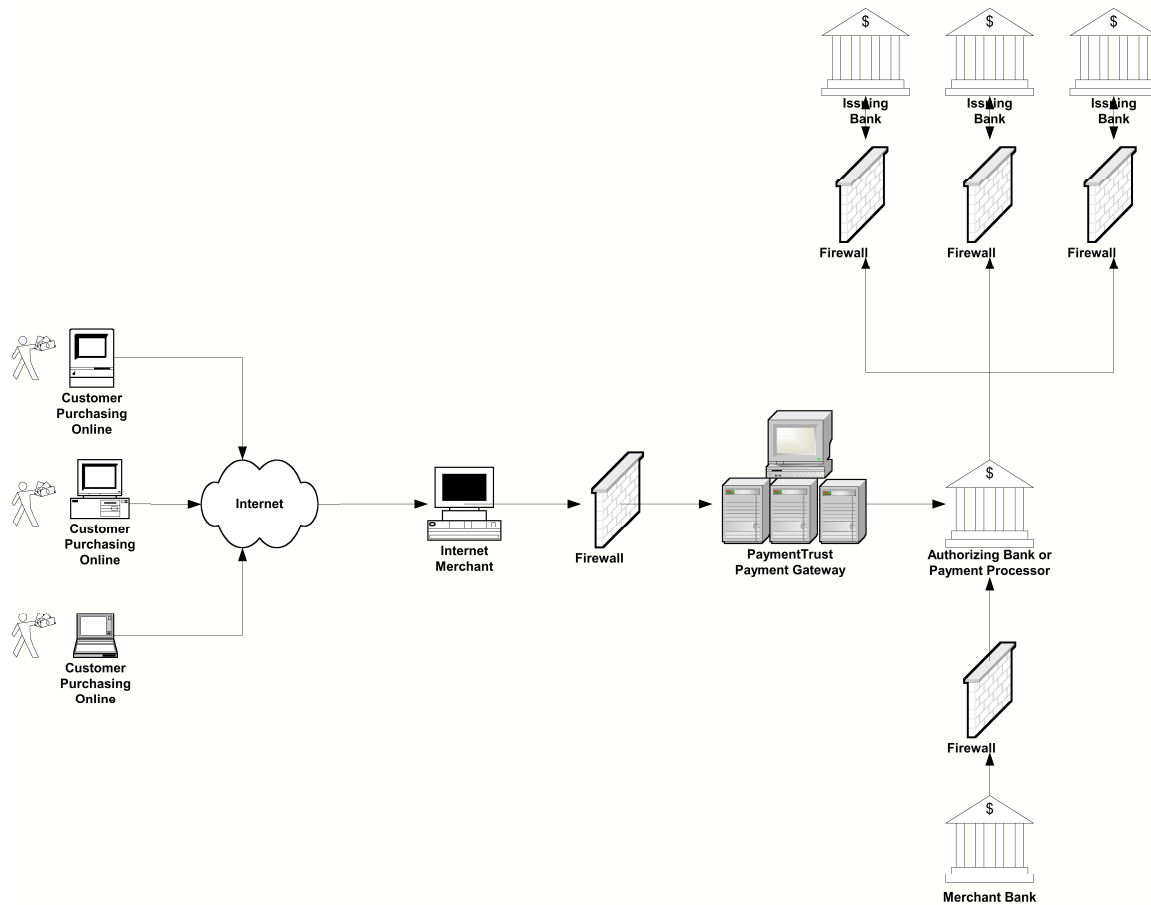 $
$
$
Issuing
Bank
Issuing
Bank
Issuing
Bank
Firewall
Firewall
Firewall
Customer
Purchasing
Online
Customer
Purchasing
Online
Customer
Purchasing
Online
Internet
Internet
Merchant
Firewall
PaymentTrust
Payment Gateway
$
Authorizing Bank or
Payment Processor
Firewall
$
Merchant Bank